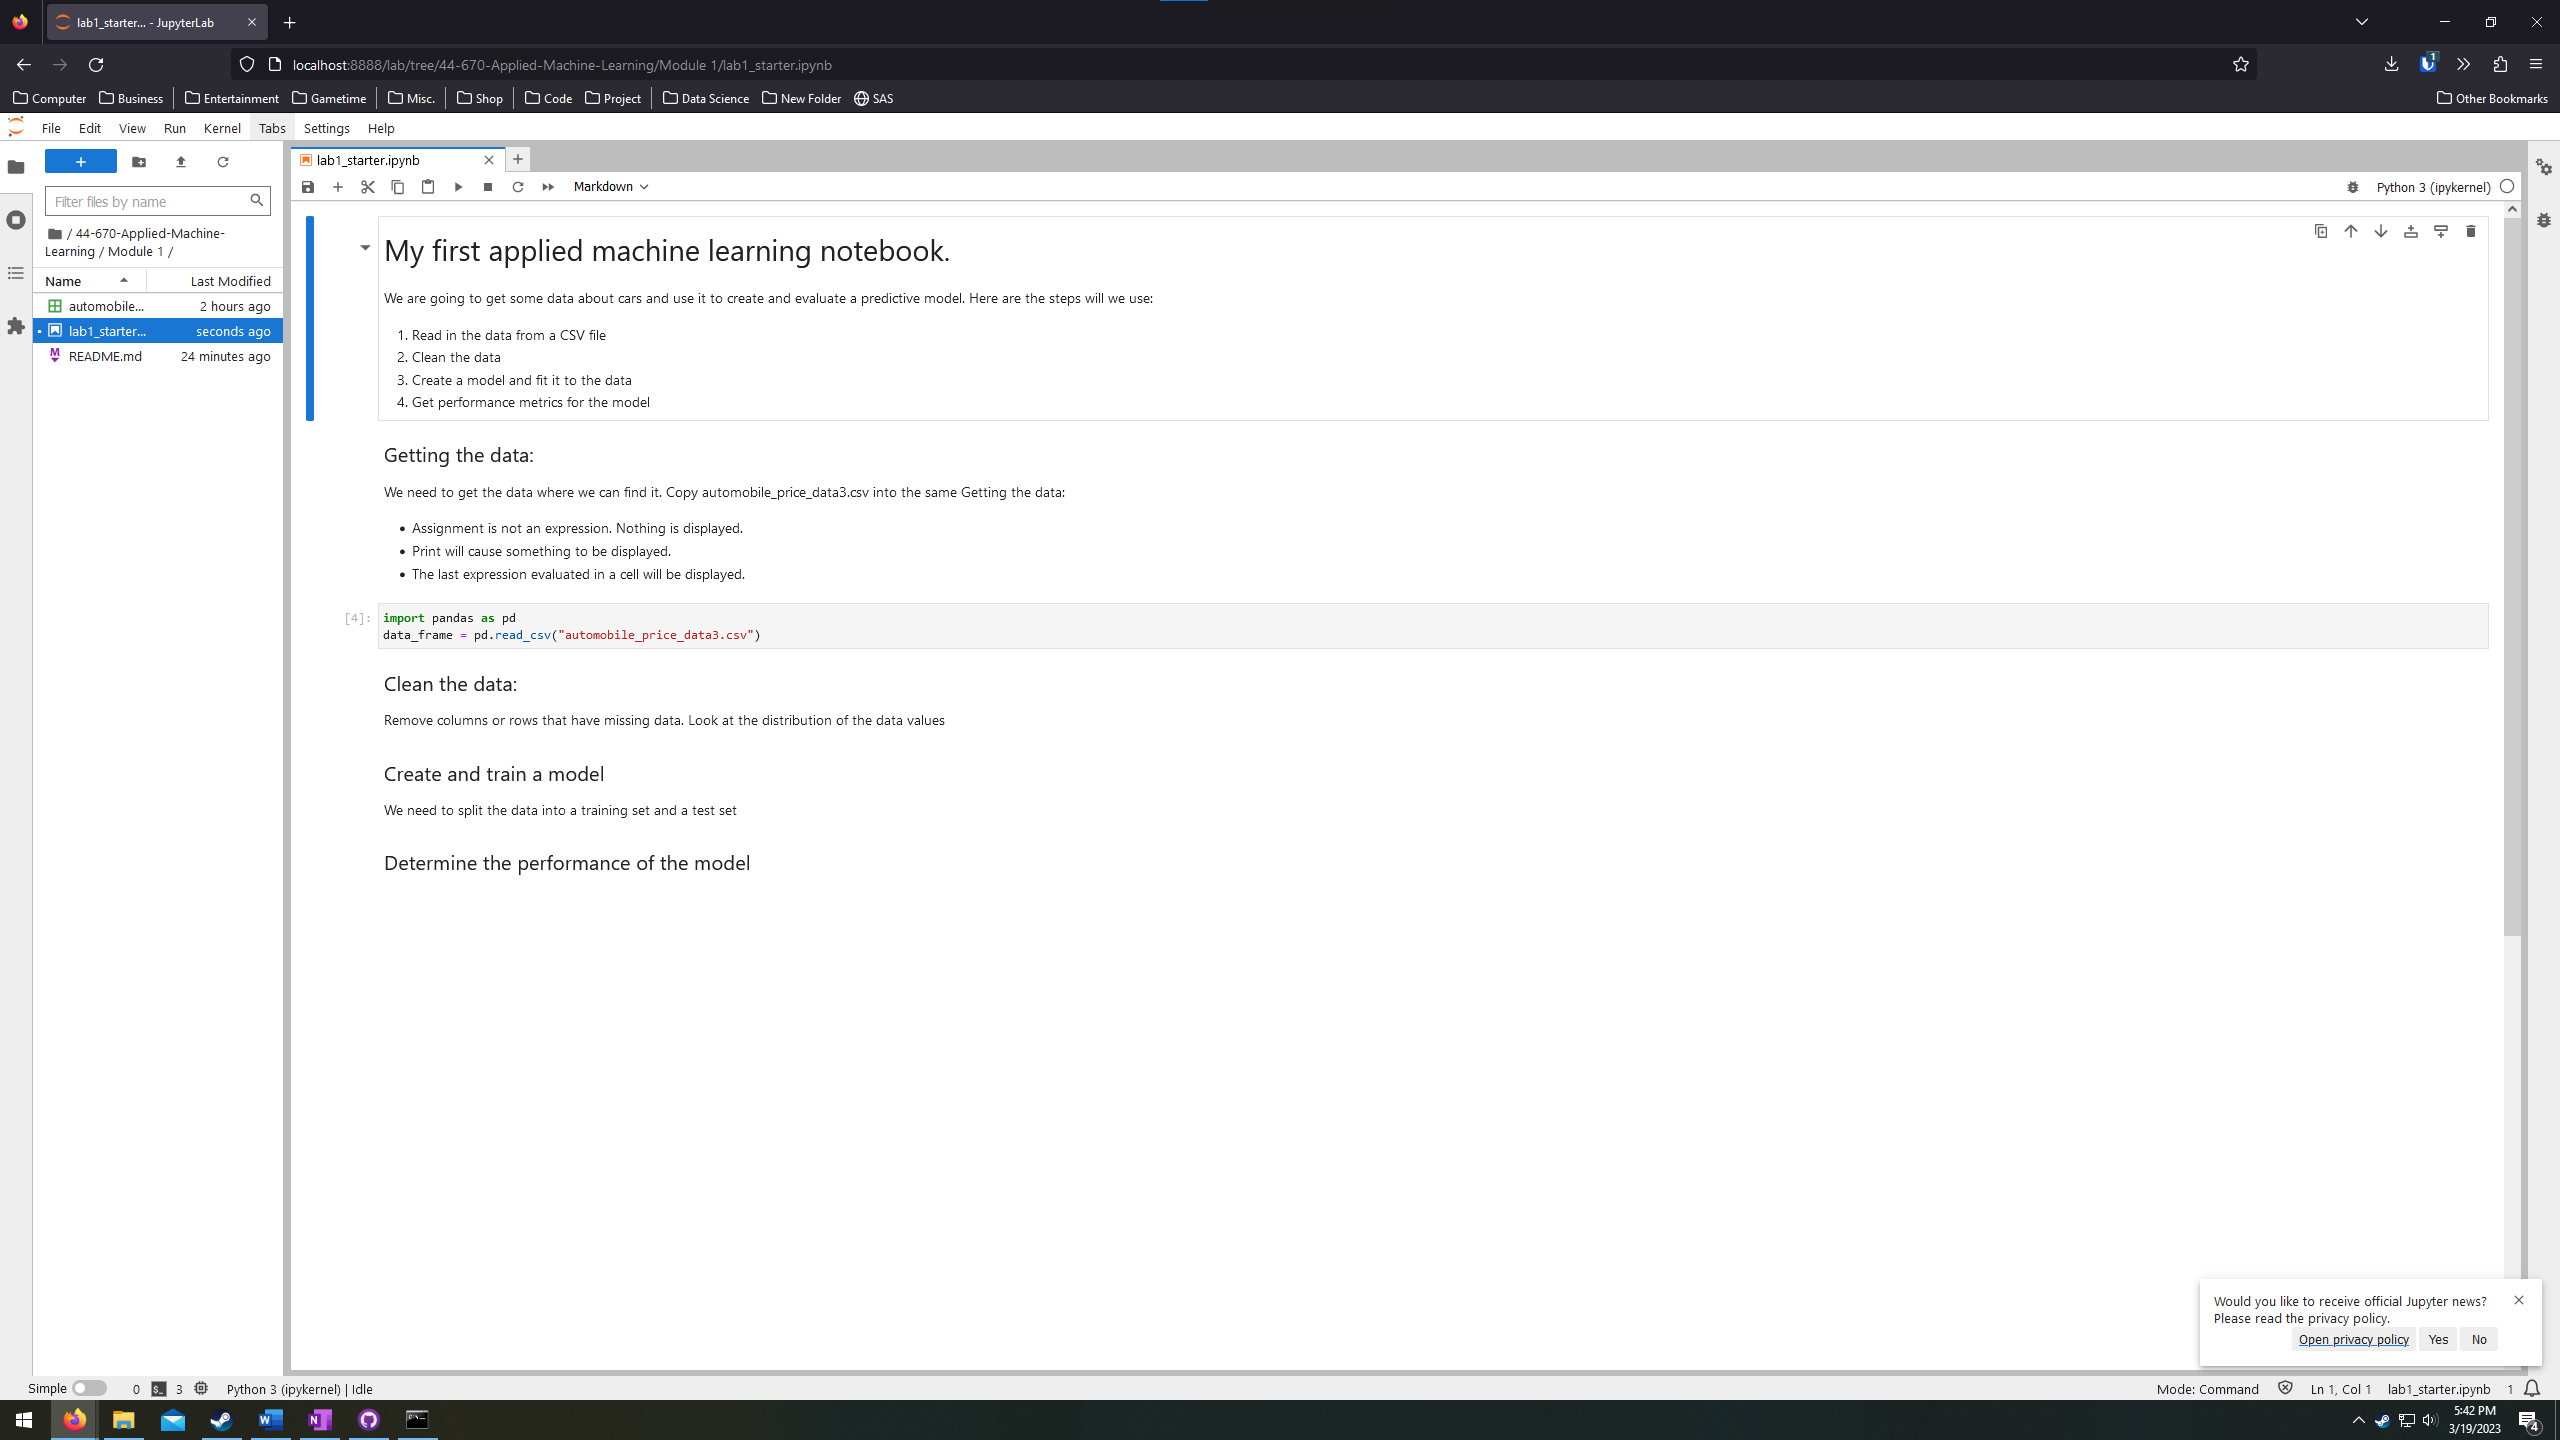 lab1_starter... - JupyterLab
localhost:8888/lab/tree/44-670-Applied-Machine-Learning/Module 1/lab1_starter.ipynb
1
Computer Business Entertainment Gametime Misc. Shop Code Project Data Science New Folder SAS Other Bookmarks
File Edit View Run Kernel Tabs Settings Help
lab1_starter.ipynb
Markdown
Python 3 (ipykernel)
Filter files by name
/ 44-670-Applied-Machine-
Learning / Module 1 /
Name Last Modified
automobile... 2 hours ago
lab1_starter... seconds ago
README.md 24 minutes ago
My first applied machine learning notebook.
We are going to get some data about cars and use it to create and evaluate a predictive model. Here are the steps will we use:
1. Read in the data from a CSV file
2. Clean the data
3. Create a model and fit it to the data
4. Get performance metrics for the model
Getting the data:
We need to get the data where we can find it. Copy automobile_price_data3.csv into the same Getting the data:
• Assignment is not an expression. Nothing is displayed.
• Print will cause something to be displayed.
• The last expression evaluated in a cell will be displayed.
[4]: import pandas as pd
data_frame = pd.read_csv("automobile_price_data3.csv")
Clean the data:
Remove columns or rows that have missing data. Look at the distribution of the data values
Create and train a model
We need to split the data into a training set and a test set
Determine the performance of the model
Would you like to receive official Jupyter news?
Please read the privacy policy.
Open privacy policy Yes No
Simple 0 3 Python 3 (ipykernel) | Idle Mode: Command Ln 1, Col 1 lab1_starter.ipynb 1
5:42 PM
3/19/2023
4